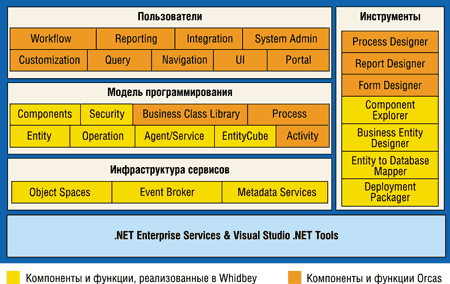 Пользователи
Workflow Reporting Integration System Admin
Customization Query Navigation UI Portal
Модель программирования
Components Security Business Class Library Process
Entity Operation Agent/Service EntityCube Activity
Инфраструктура сервисов
Object Spaces Event Broker Metadata Services
Инструменты
Process Designer
Report Designer
Form Designer
Component
Explorer
Business Entity
Designer
Entity to Database
Mapper
Deployment
Packager
.NET Enterprise Services & Visual Studio .NET Tools
Компоненты и функции, реализованные в Whidbey
Компоненты и функции Orcas